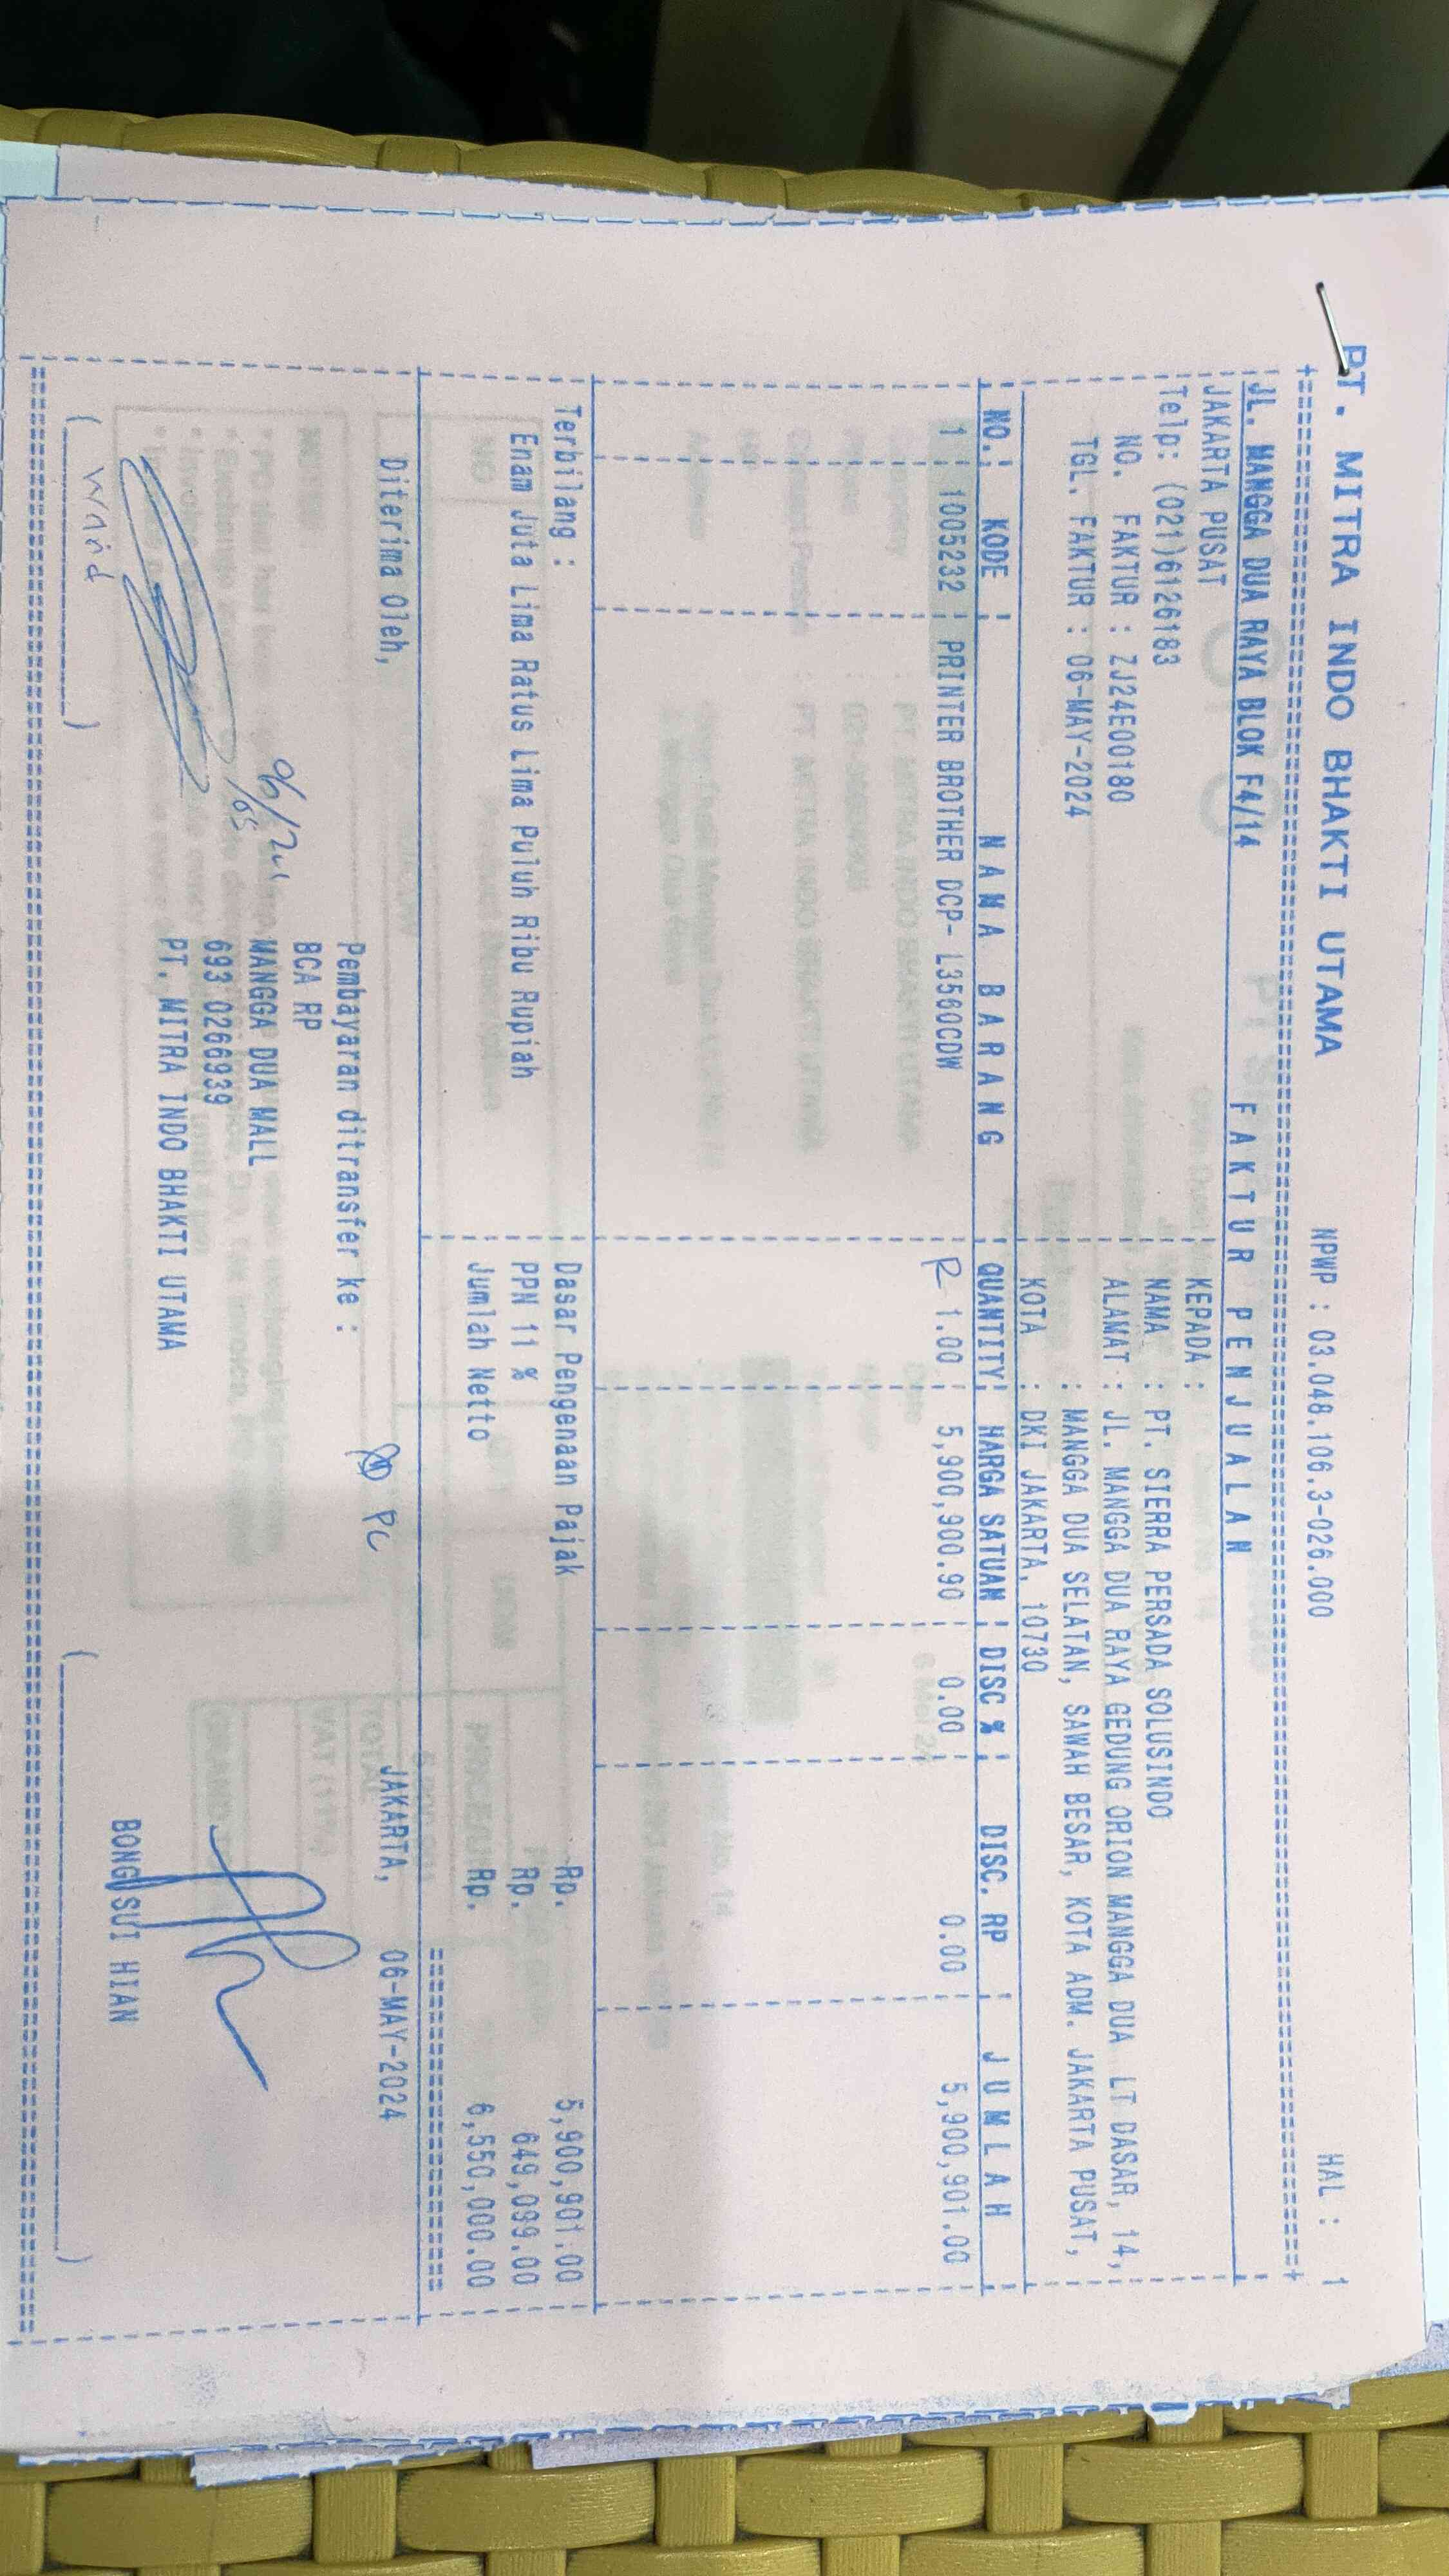 PT. MITRA INDO BHAKTI UTAMA NPWP : 03.048.106.3-026.000 HAL : 1
JL. MANGGA DUA RAYA BLOK F4/14 FAKTUR PENJUALAN
JAKARTA PUSAT KEPADA :
Telp: (021)6126183 NAMA : PT. SIERRA PERSADA SOLUSINDO
NO. FAKTUR : ZJ24E00180 ALAMAT : JL. MANGGA DUA RAYA GEDUNG ORION MANGGA DUA LT DASAR, 14,
TGL. FAKTUR : 06-MAY-2024 : MANGGA DUA SELATAN, SAWAH BESAR, KOTA ADM. JAKARTA PUSAT,
KOTA : DKI JAKARTA, 10730
NO. KODE NAMA BARANG QUANTITY HARGA SATUAN DISC % DISC. RP JUMLAH
1 1005232 PRINTER BROTHER DCP- L3560CDW R 1.00 5,900,900.90 0.00 0.00 5,900,901.00
Terbilang : Dasar Pengenaan Pajak Rp. 5,900,901.00
Enam Juta Lima Ratus Lima Puluh Ribu Rupiah PPN 11 % Rp. 649,099.00
Jumlah Netto Rp. 6,550,000.00
Diterima Oleh, PC JAKARTA, 06-MAY-2024
Pembayaran ditransfer ke :
BCA RP
MANGGA DUA MALL
693 0266939
PT. MITRA INDO BHAKTI UTAMA
BONG SUI HIAN